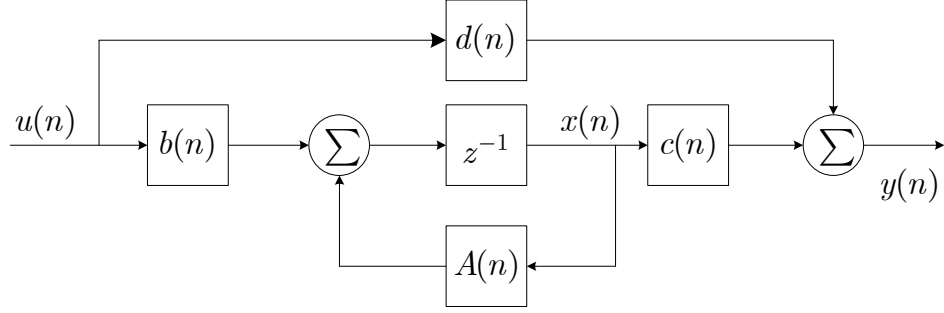 d(n)
u(n)
b(n)
∑
z⁻¹
x(n)
c(n)
∑
y(n)
A(n)